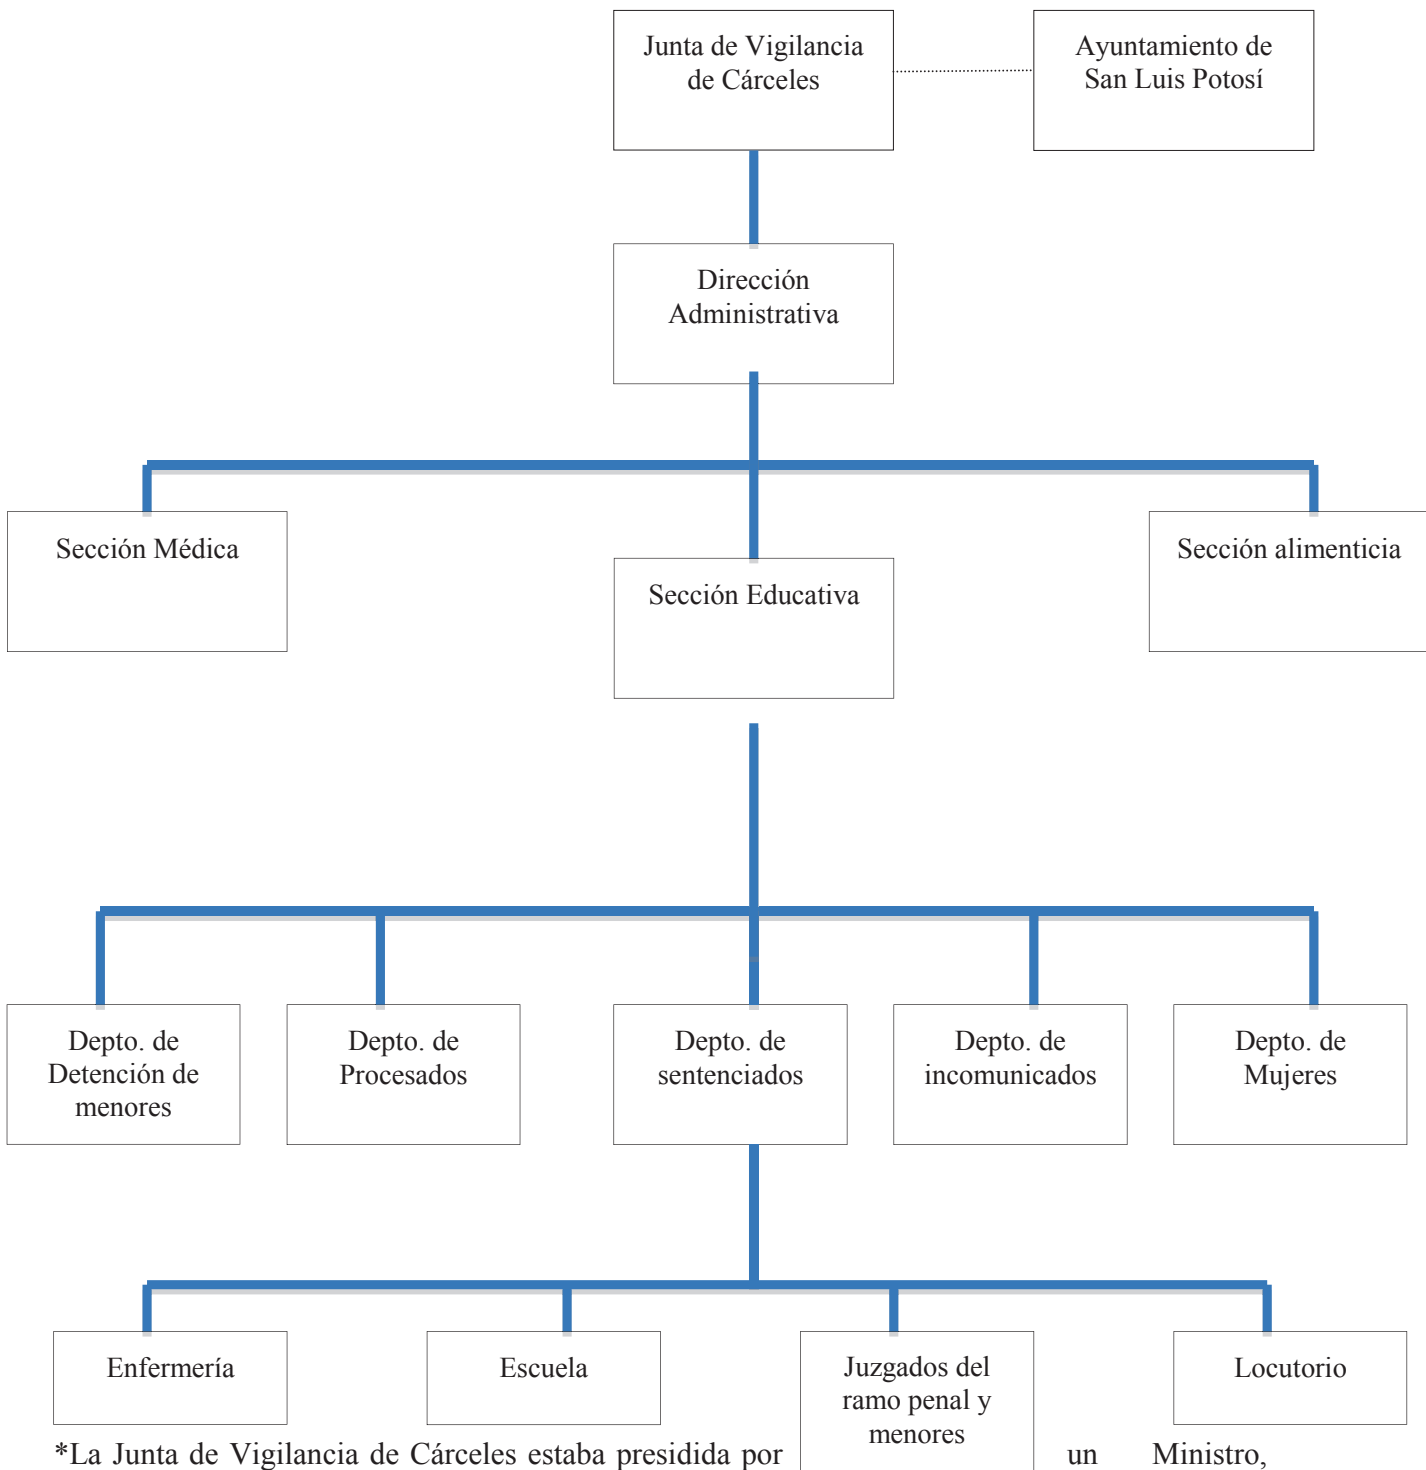 Junta de Vigilancia
de Cárceles
Ayuntamiento de
San Luis Potosí
Dirección
Administrativa
Sección Médica
Sección Educativa
Sección alimenticia
Depto. de
Detención de
menores
Depto. de
Procesados
Depto. de
sentenciados
Depto. de
incomunicados
Depto. de
Mujeres
Enfermería
Escuela
Juzgados del
ramo penal y
menores
Locutorio
*La Junta de Vigilancia de Cárceles estaba presidida por un Ministro,